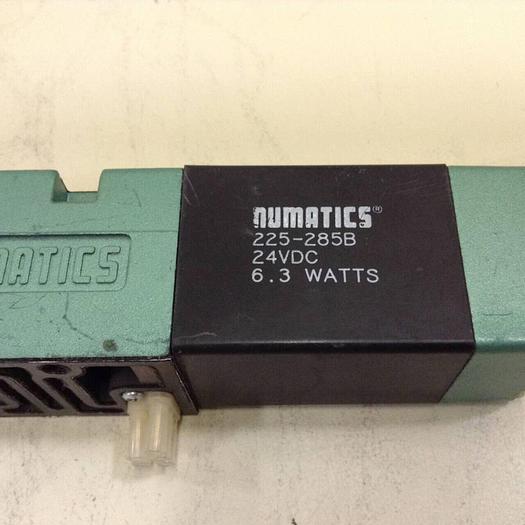 MATICS
NUMATICS®
225-285B
24VDC
6.3 WATTS